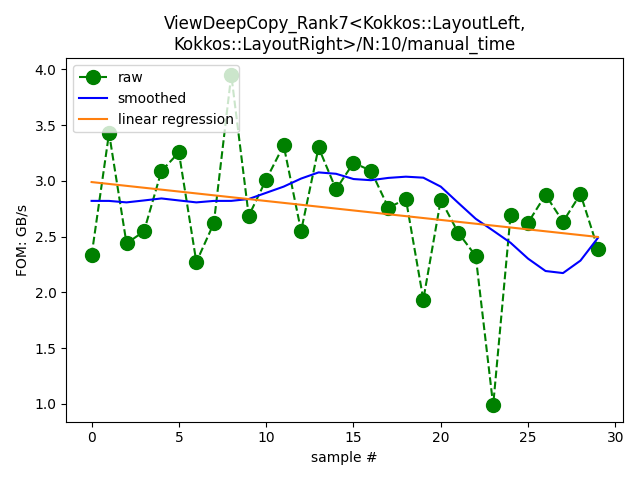 ViewDeepCopy_Rank7<Kokkos::LayoutLeft,
Kokkos::LayoutRight>/N:10/manual_time
raw
smoothed
linear regression
FOM: GB/s
4.0
3.5
3.0
2.5
2.0
1.5
1.0
0
5
10
15
20
25
30
sample #